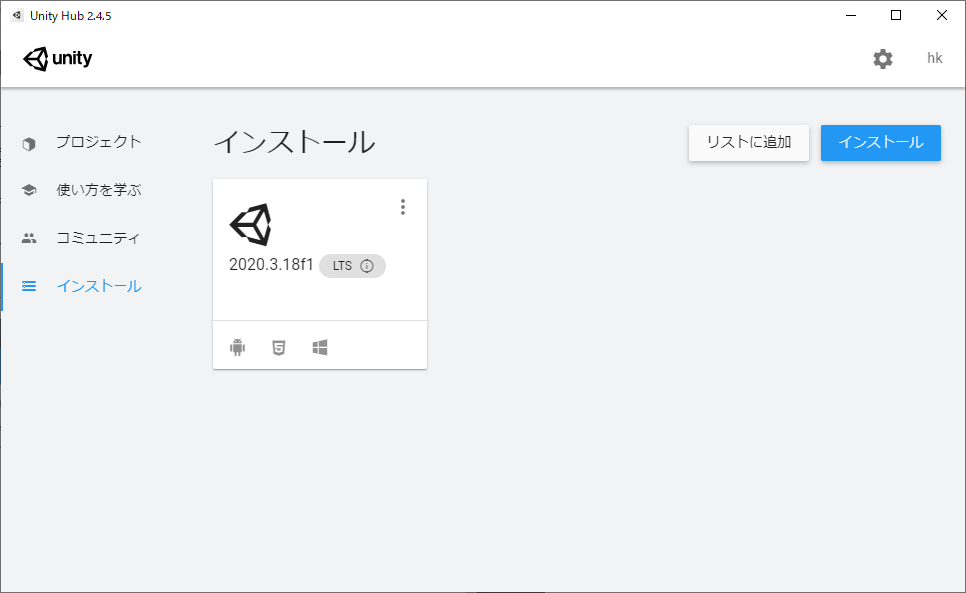 Unity Hub 2.4.5
unity
hk
プロジェクト
使い方を学ぶ
コミュニティ
インストール
インストール
リストに追加
インストール
2020.3.18f1
LTS